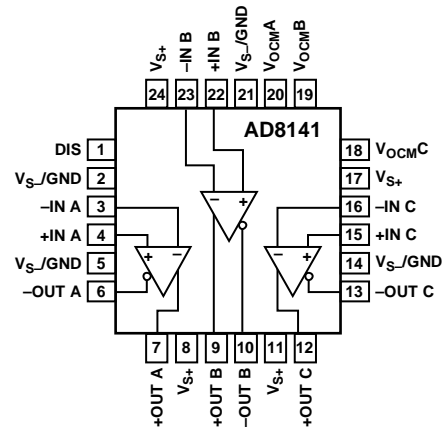 VS+
–IN B
+IN B
VS–/GND
VOCMA
VOCMB
24 23 22 21 20 19
AD8141
DIS 1
VS–/GND 2
–IN A 3
+IN A 4
VS–/GND 5
–OUT A 6
18 VOCMC
17 VS+
16 –IN C
15 +IN C
14 VS–/GND
13 –OUT C
– +
+ –
– +
7 8 9 10 11 12
+OUT A
VS+
+OUT B
–OUT B
VS+
+OUT C